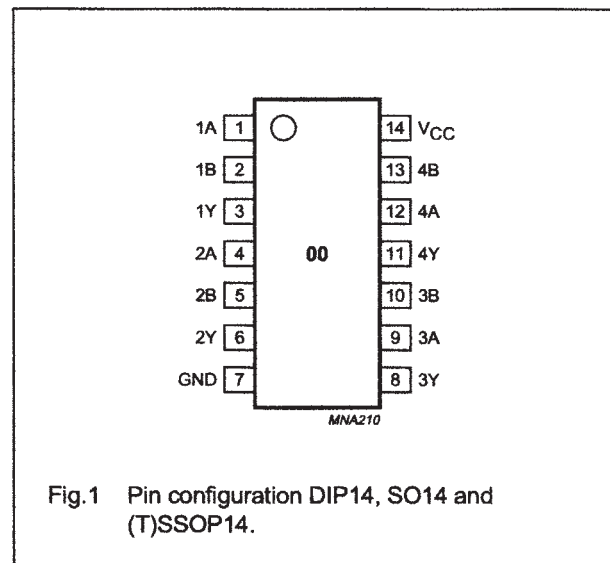 1A 1 14 VCC
1B 2 13 4B
1Y 3 12 4A
2A 4 00 11 4Y
2B 5 10 3B
2Y 6 9 3A
GND 7 8 3Y
MNA210
Fig.1 Pin configuration DIP14, SO14 and
(T)SSOP14.